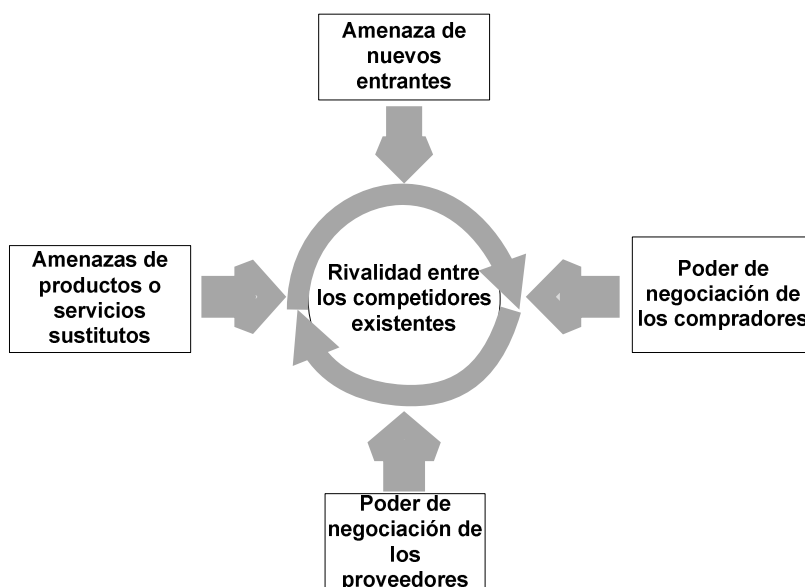 Amenaza de
nuevos
entrantes
Amenazas de
productos o
servicios
sustitutos
Rivalidad entre
los competidores
existentes
Poder de
negociación de
los compradores
Poder de
negociación de
los
proveedores